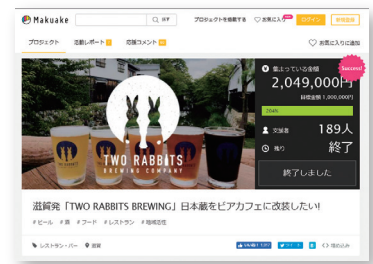 Makuake
プロジェクトを掲載する
お気に入り
ログイン
新規登録
プロジェクト
活動レポート
応援コメント
お気に入りに追加
Success!
集まっている金額
2,049,000円
目標金額 1,000,000円
204%
支援者
189人
残り
終了
終了しました
TWO RABBITS
BREWING COMPANY
滋賀発「TWO RABBITS BREWING」日本蔵をビアカフェに改装したい!
#ビール #酒 #フード #レストラン #地域活性
レストラン・バー
滋賀
埋め込み